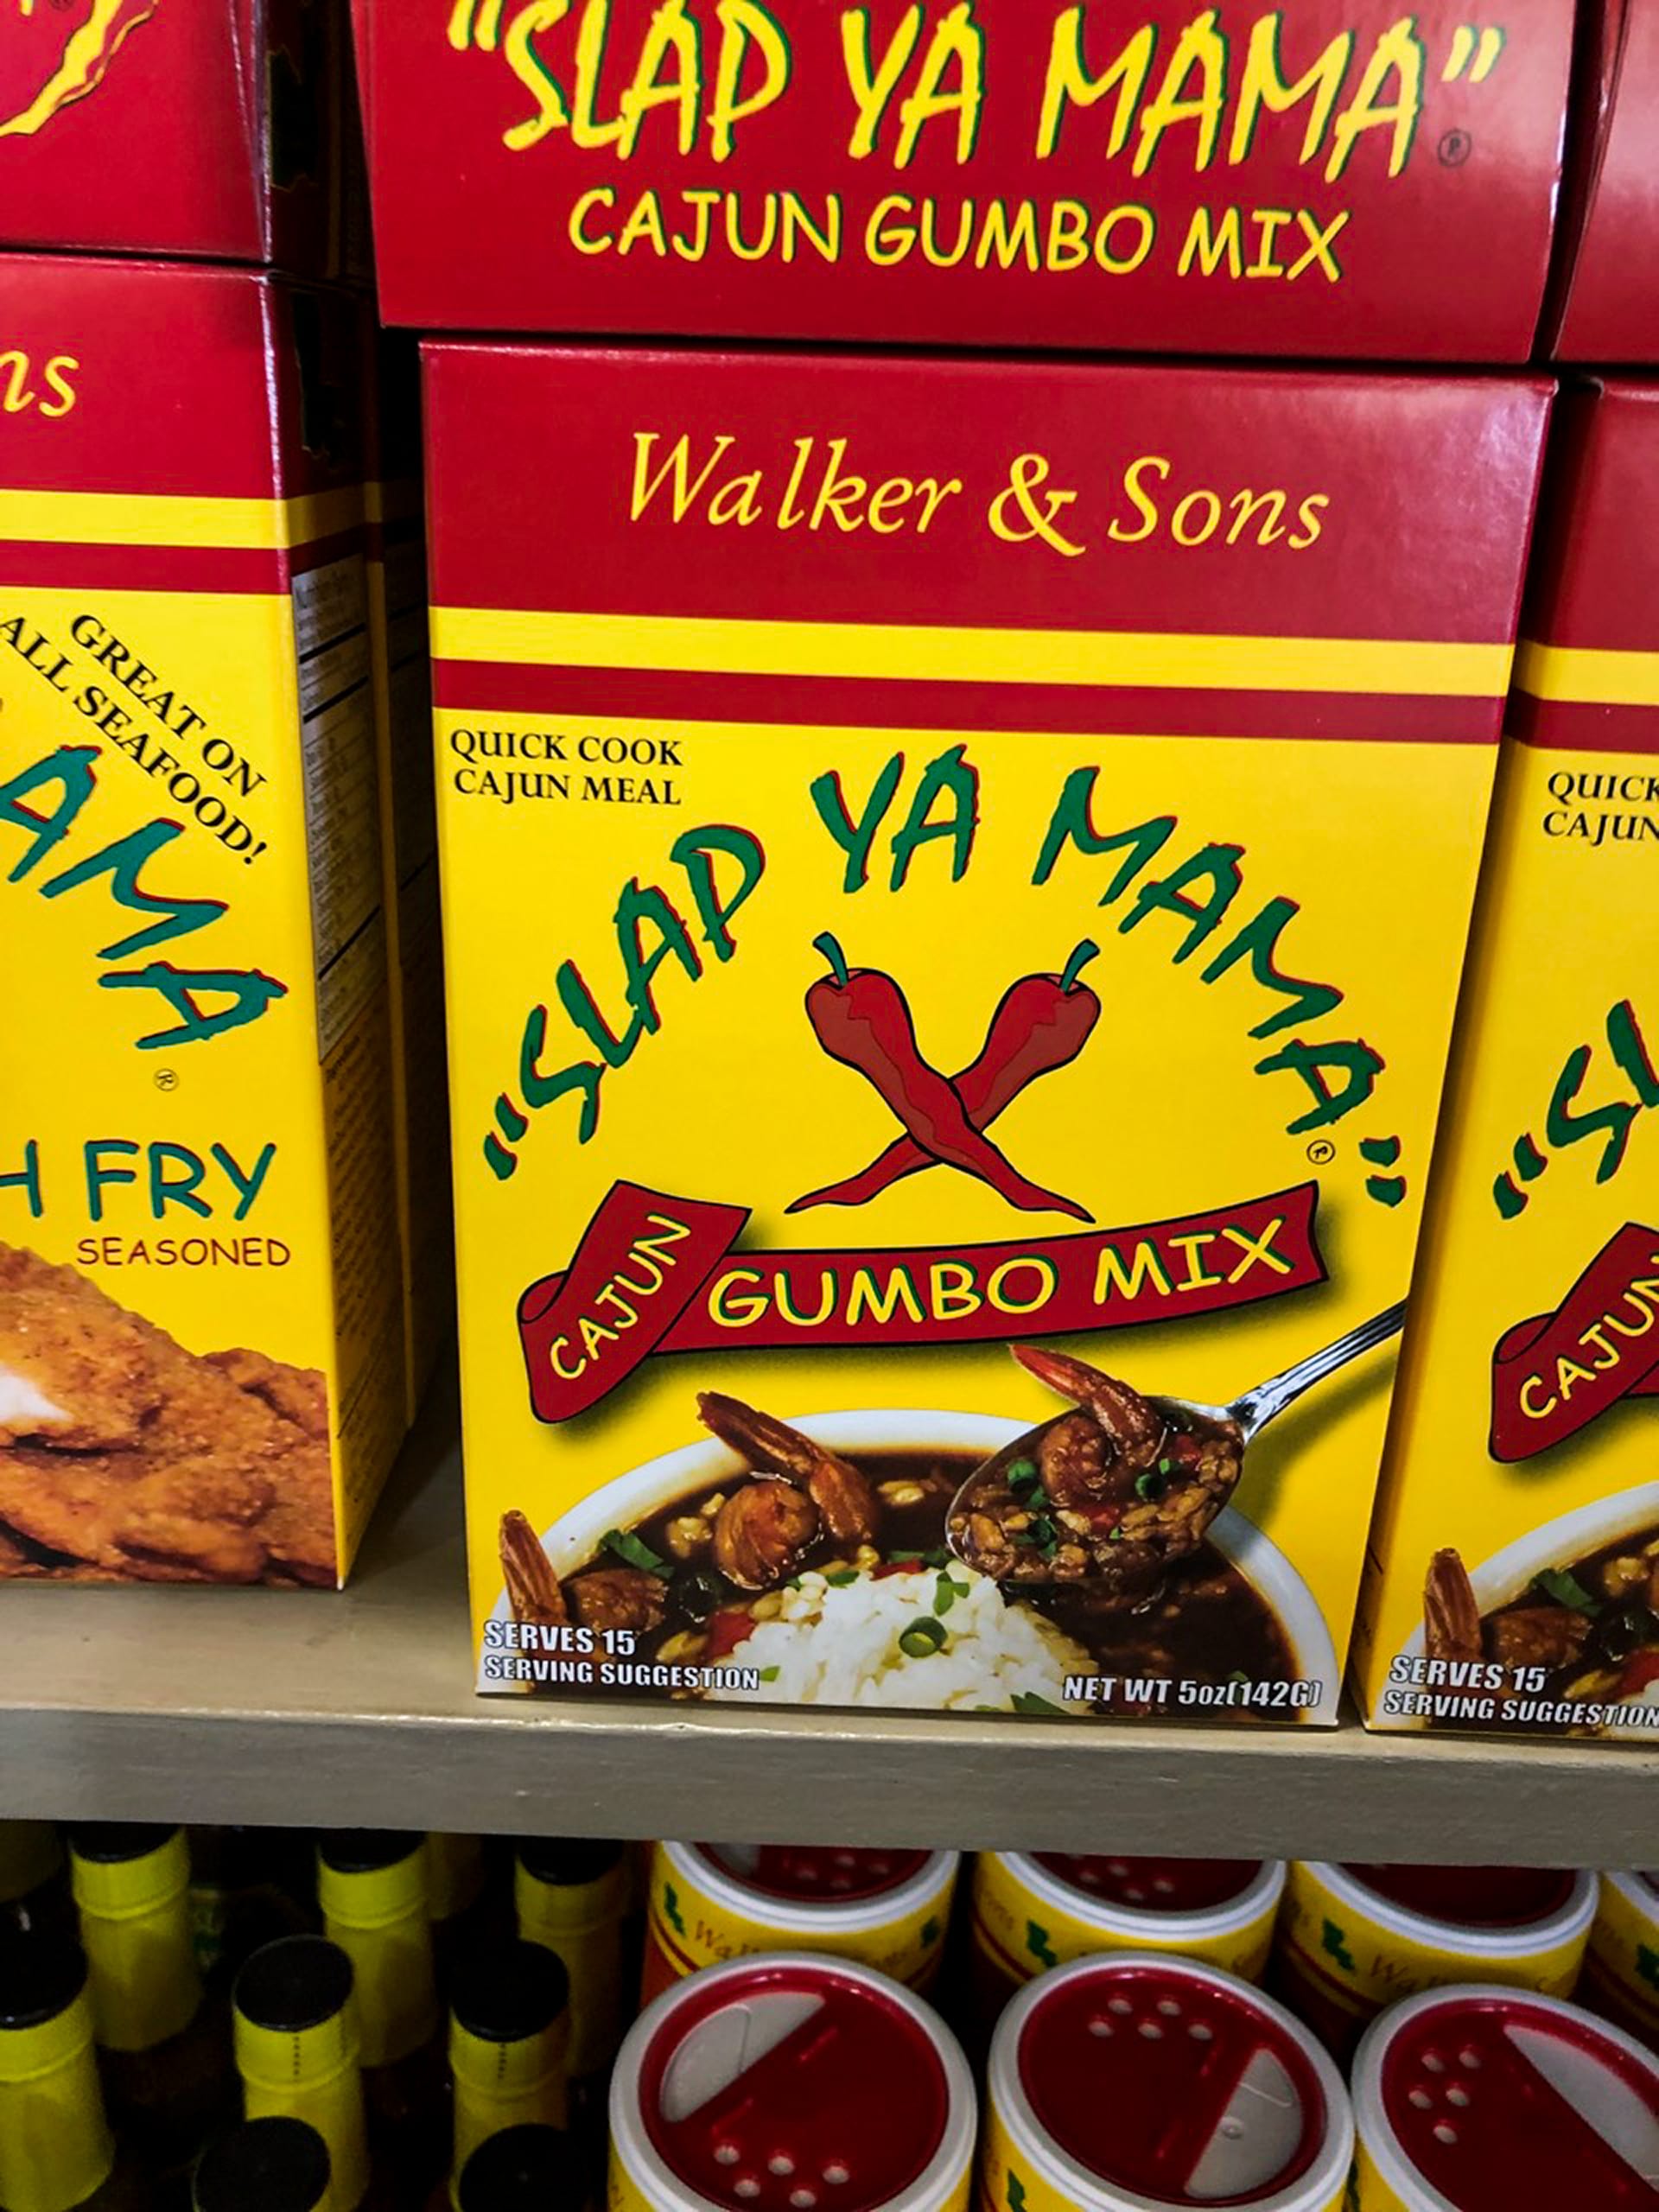 "SLAP YA MAMA"®
CAJUN GUMBO MIX
Walker & Sons
QUICK COOK
CAJUN MEAL
"SLAP YA MAMA"
®
CAJUN GUMBO MIX
SERVES 15
SERVING SUGGESTION
NET WT 5oz(142G)
ns
GREAT ON
ALL SEAFOOD!
AMA
®
H FRY
SEASONED
QUICK
CAJUN
"SL
CAJUN
SERVES 15
SERVING SUGGESTION